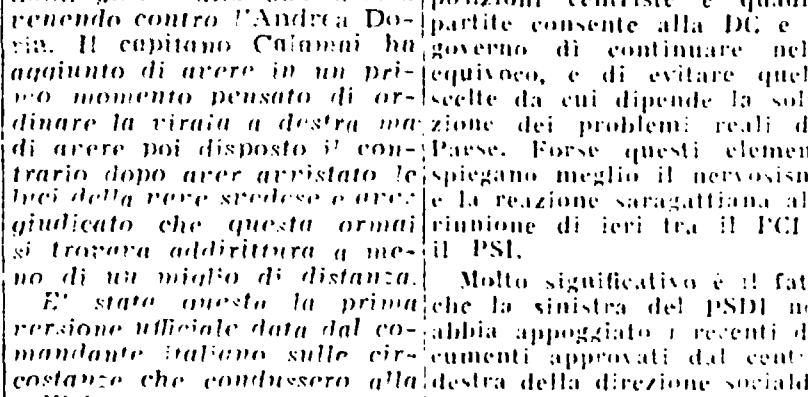 venendo contro l'Andrea Do-
ria. Il capitano Calamai ha
aggiunto di avere in un pri-
mo momento pensato di or-
dinare la virata a destra ma
di avere poi disposto il con-
trario dopo aver avvistato le
luci della nave svedese e aver
giudicato che questa ormai
si trovava addirittura a me-
no di un miglio di distanza.
E' stata questa la prima
versione ufficiale data dal co-
mandante italiano sulle cir-
costanze che condussero alla
partite consente alla DC e
governo di continuare nel
equivoco, e di evitare quel
scelte da cui dipende la sol
zione dei problemi reali d
Paese. Forse questi elemen
spiegano meglio il nervosism
e la reazione saragattiana al
riunione di ieri tra il PCI
il PSI.
Molto significativo è il fat
che la sinistra del PSDI no
abbia appoggiato i recenti d
cumenti approvati dal cent
destra della direzione sociald